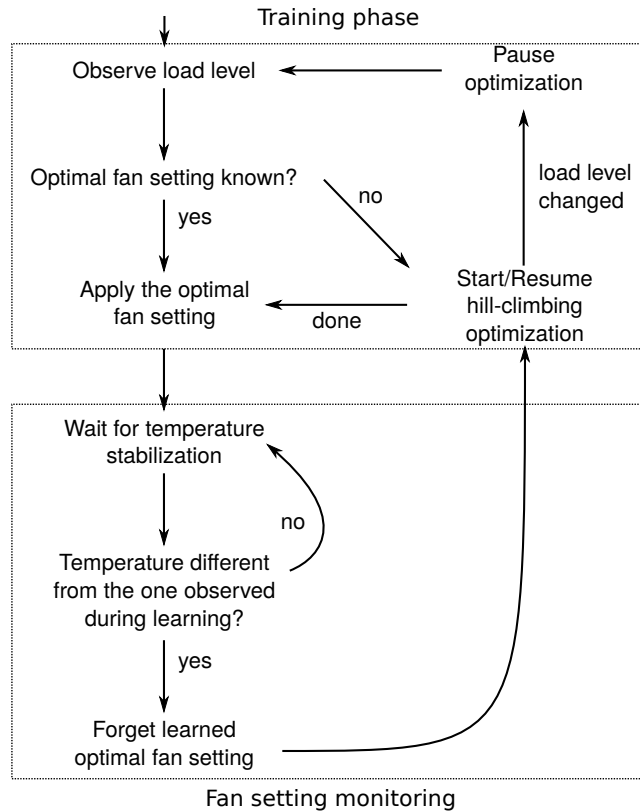 Training phase
Observe load level
Pause
optimization
Optimal fan setting known?
no
load level
changed
yes
Apply the optimal
fan setting
done
Start/Resume
hill-climbing
optimization
Wait for temperature
stabilization
no
Temperature different
from the one observed
during learning?
yes
Forget learned
optimal fan setting
Fan setting monitoring